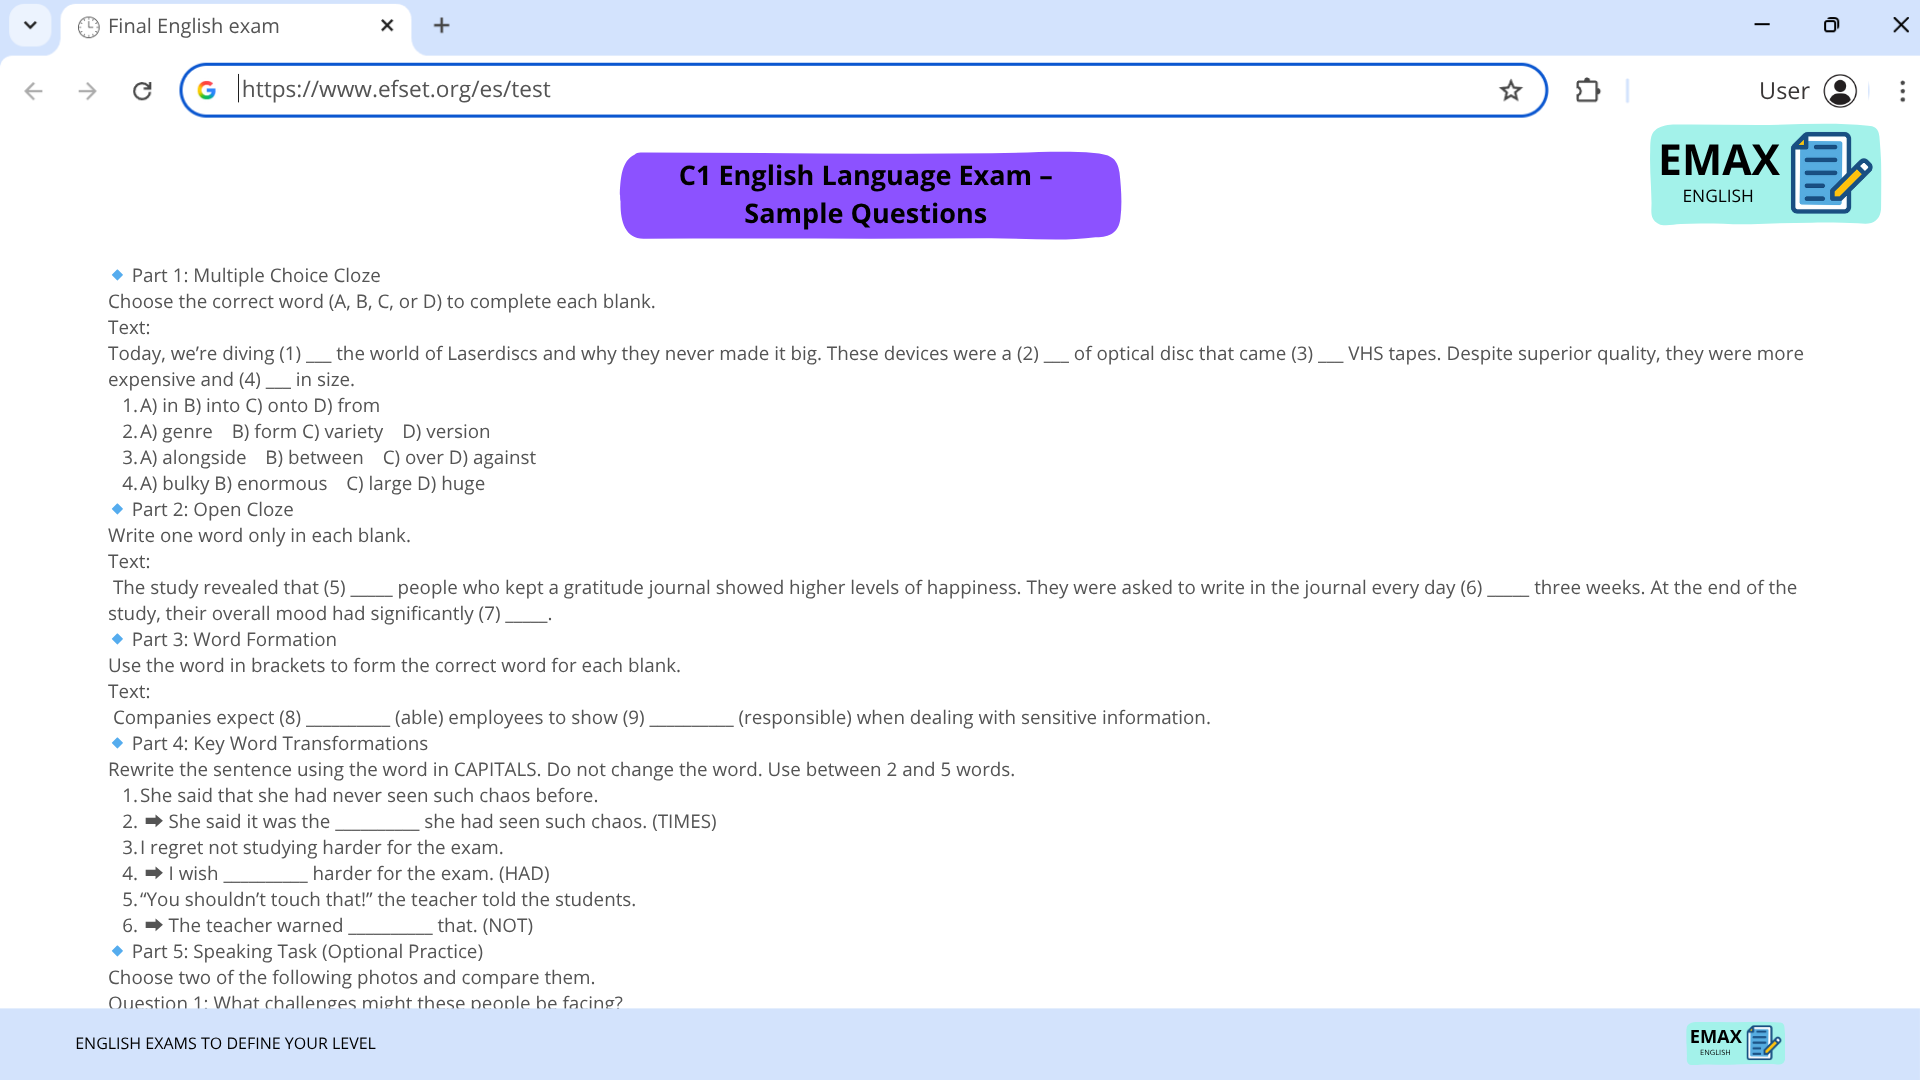 Final English exam
https://www.efset.org/es/test
User
C1 English Language Exam –
Sample Questions
EMAX
ENGLISH
Part 1: Multiple Choice Cloze
Choose the correct word (A, B, C, or D) to complete each blank.
Text:
Today, we’re diving (1) ___ the world of Laserdiscs and why they never made it big. These devices were a (2) ___ of optical disc that came (3) ___ VHS tapes. Despite superior quality, they were more
expensive and (4) ___ in size.
1. A) in B) into C) onto D) from
2. A) genre B) form C) variety D) version
3. A) alongside B) between C) over D) against
4. A) bulky B) enormous C) large D) huge
Part 2: Open Cloze
Write one word only in each blank.
Text:
The study revealed that (5) _____ people who kept a gratitude journal showed higher levels of happiness. They were asked to write in the journal every day (6) _____ three weeks. At the end of the
study, their overall mood had significantly (7) _____.
Part 3: Word Formation
Use the word in brackets to form the correct word for each blank.
Text:
Companies expect (8) __________ (able) employees to show (9) __________ (responsible) when dealing with sensitive information.
Part 4: Key Word Transformations
Rewrite the sentence using the word in CAPITALS. Do not change the word. Use between 2 and 5 words.
1. She said that she had never seen such chaos before.
2. ➡ She said it was the __________ she had seen such chaos. (TIMES)
3. I regret not studying harder for the exam.
4. ➡ I wish __________ harder for the exam. (HAD)
5. “You shouldn’t touch that!” the teacher told the students.
6. ➡ The teacher warned __________ that. (NOT)
Part 5: Speaking Task (Optional Practice)
Choose two of the following photos and compare them.
Question 1: What challenges might these people be facing?
ENGLISH EXAMS TO DEFINE YOUR LEVEL
EMAX
ENGLISH